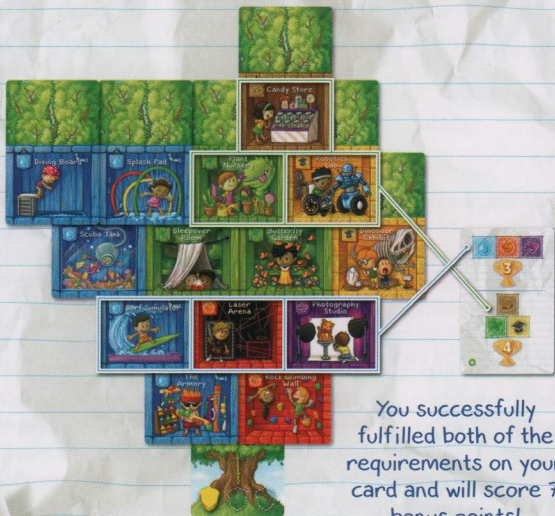 Candy Store
Diving Board
Splash Pad
Plant Nursery
Robotics Lab
Scuba Tank
Sleepover Room
Butterfly Garden
Dinosaur Exhibit
Surf Simulator
Laser Arena
Photography Studio
3
4
The Armory
Rock Climbing Wall
You successfully
fulfilled both of the
requirements on your
card and will score 7
bonus points!